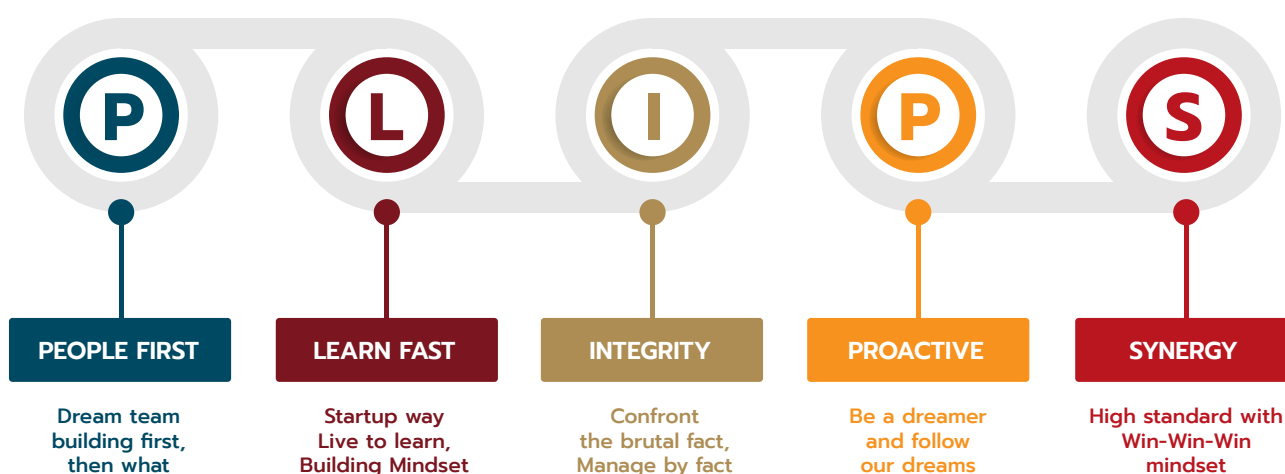 P
L
I
P
S
PEOPLE FIRST
LEARN FAST
INTEGRITY
PROACTIVE
SYNERGY
Dream team
building first,
then what
Startup way
Live to learn,
Building Mindset
Confront
the brutal fact,
Manage by fact
Be a dreamer
and follow
our dreams
High standard with
Win-Win-Win
mindset